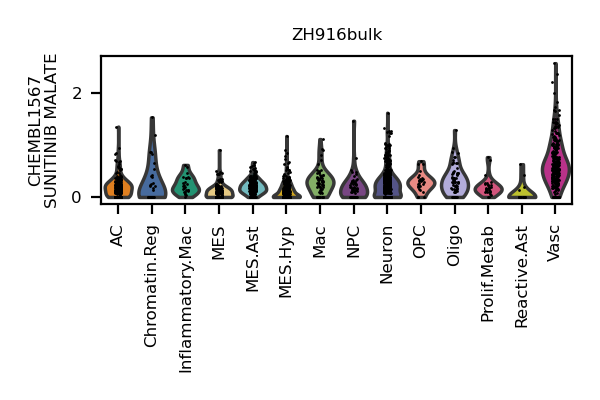 ZH916bulk
CHEMBL1567
SUNITINIB MALATE
2
0
AC
Chromatin.Reg
Inflammatory.Mac
MES
MES.Ast
MES.Hyp
Mac
NPC
Neuron
OPC
Oligo
Prolif.Metab
Reactive.Ast
Vasc